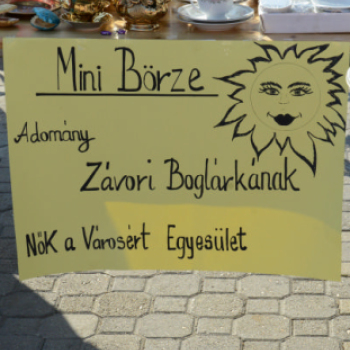 Mini Börze
Adomány
Závori Boglárkának
NőK a Városért Egyesület